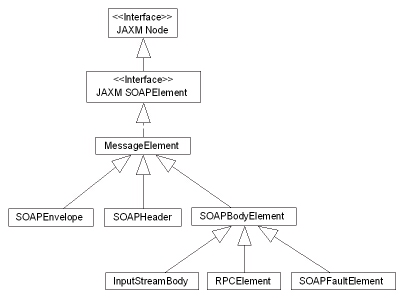 <<Interface>>
JAXM Node
<<Interface>>
JAXM SOAPElement
MessageElement
SOAPEnvelope
SOAPHeader
SOAPBodyElement
InputStreamBody
RPCElement
SOAPFaultElement